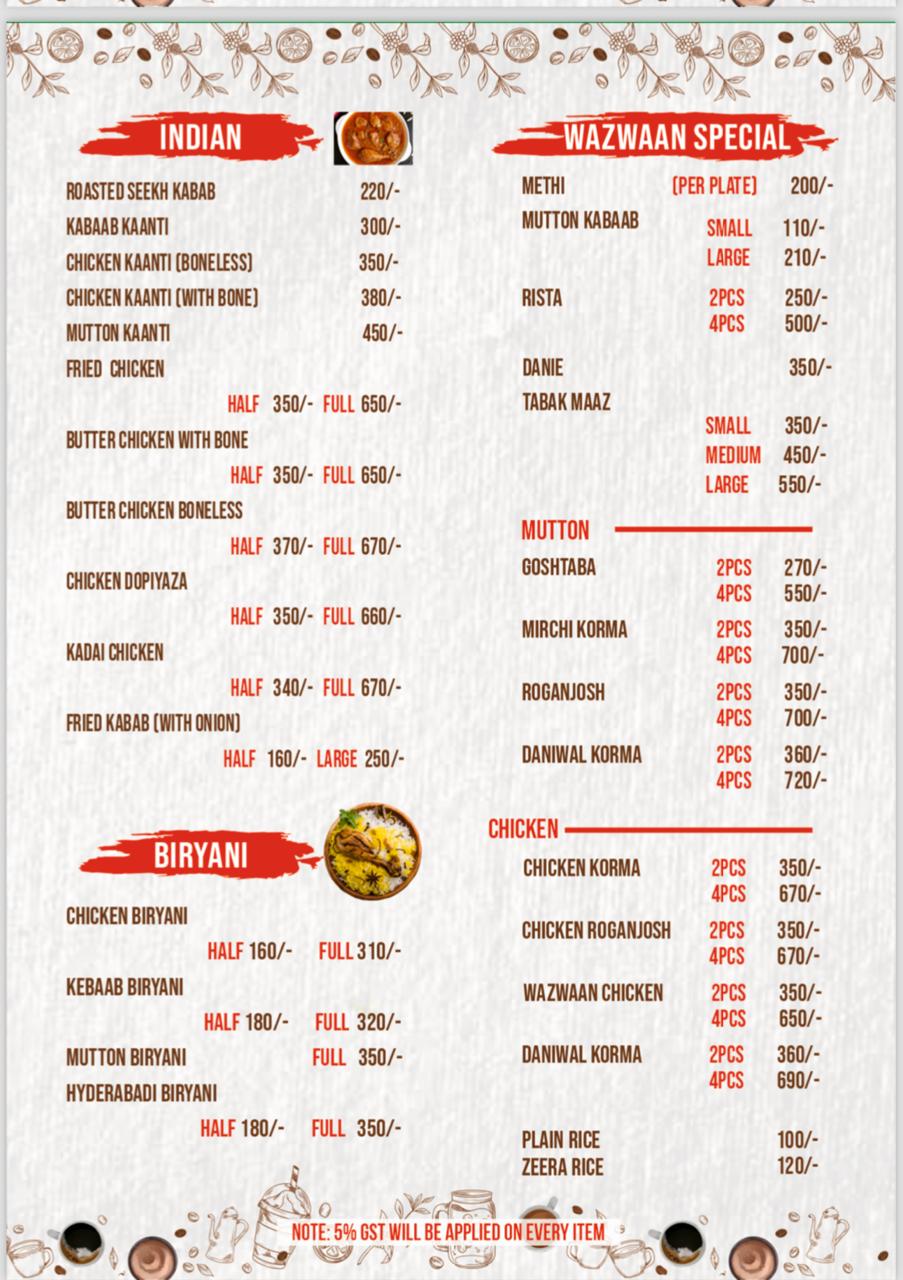 INDIAN
ROASTED SEEKH KABAB 220/-
KABAAB KAANTI 300/-
CHICKEN KAANTI (BONELESS) 350/-
CHICKEN KAANTI (WITH BONE) 380/-
MUTTON KAANTI 450/-
FRIED CHICKEN
HALF 350/- FULL 650/-
BUTTER CHICKEN WITH BONE
HALF 350/- FULL 650/-
BUTTER CHICKEN BONELESS
HALF 370/- FULL 670/-
CHICKEN DOPIYAZA
HALF 350/- FULL 660/-
KADAI CHICKEN
HALF 340/- FULL 670/-
FRIED KABAB (WITH ONION)
HALF 160/- LARGE 250/-
BIRYANI
CHICKEN BIRYANI
HALF 160/- FULL 310/-
KEBAAB BIRYANI
HALF 180/- FULL 320/-
MUTTON BIRYANI FULL 350/-
HYDERABADI BIRYANI
HALF 180/- FULL 350/-
WAZWAAN SPECIAL
METHI (PER PLATE) 200/-
MUTTON KABAAB SMALL 110/-
LARGE 210/-
RISTA 2PCS 250/-
4PCS 500/-
DANIE 350/-
TABAK MAAZ
SMALL 350/-
MEDIUM 450/-
LARGE 550/-
MUTTON
GOSHTABA 2PCS 270/-
4PCS 550/-
MIRCHI KORMA 2PCS 350/-
4PCS 700/-
ROGANJOSH 2PCS 350/-
4PCS 700/-
DANIWAL KORMA 2PCS 360/-
4PCS 720/-
CHICKEN
CHICKEN KORMA 2PCS 350/-
4PCS 670/-
CHICKEN ROGANJOSH 2PCS 350/-
4PCS 670/-
WAZWAAN CHICKEN 2PCS 350/-
4PCS 650/-
DANIWAL KORMA 2PCS 360/-
4PCS 690/-
PLAIN RICE 100/-
ZEERA RICE 120/-
NOTE: 5% GST WILL BE APPLIED ON EVERY ITEM